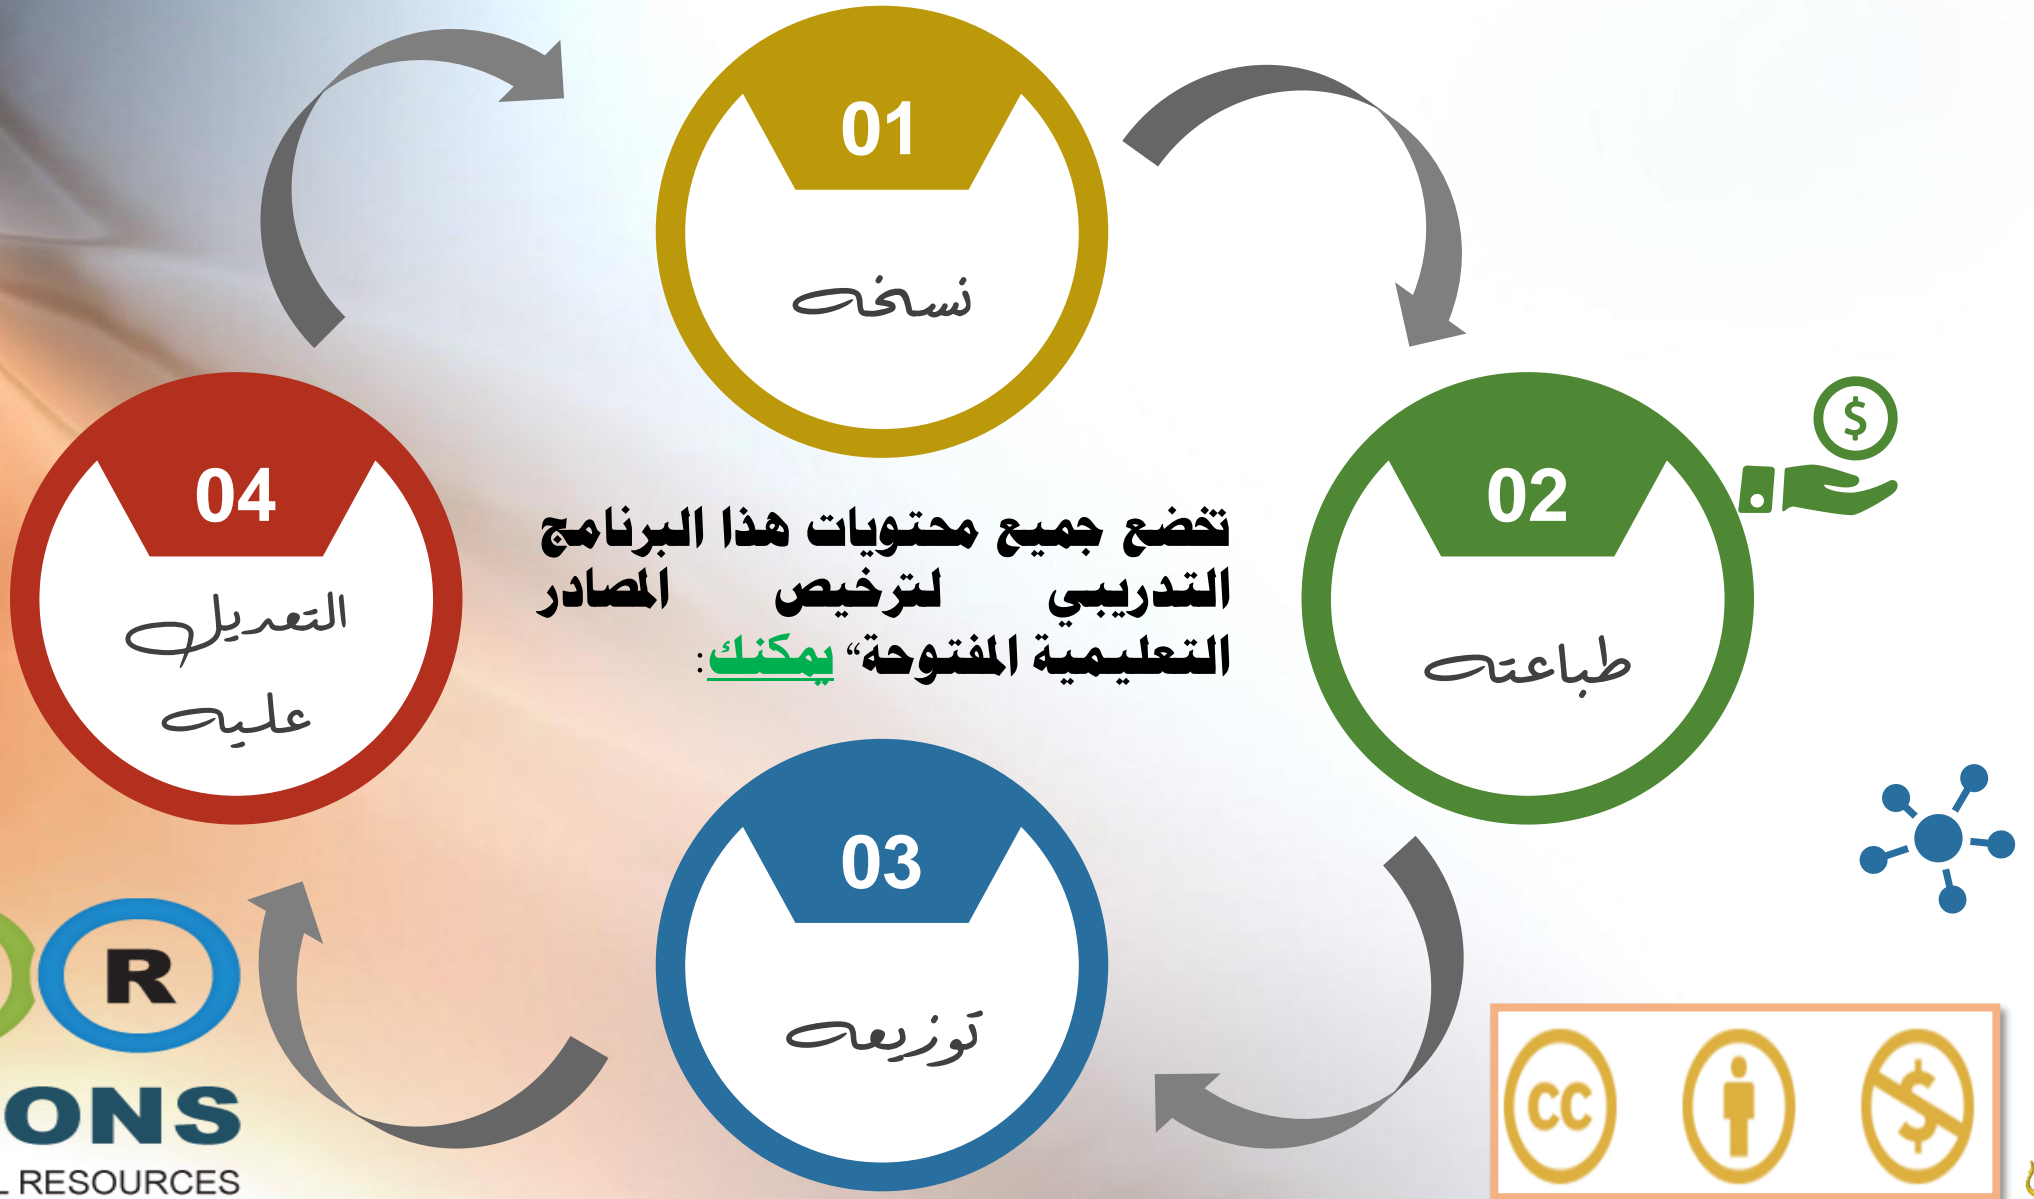 01
نسخه
02
طباعته
تخضع جميع محتويات هذا البرنامج
التدريبي لترخيص المصادر
التعليمية المفتوحة“ يمكنك:
03
توزيعه
04
التعديل
عليه
R
ONS
L RESOURCES
$
cc
$